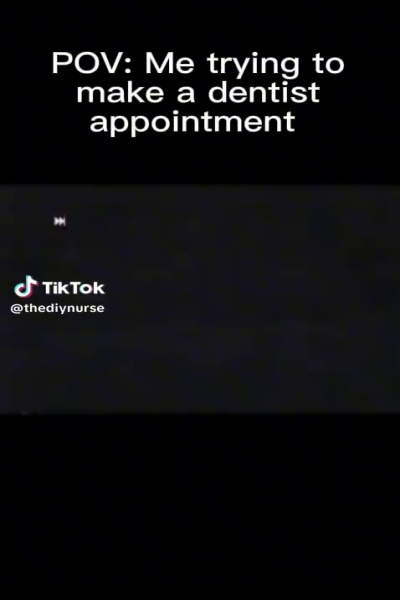 POV: Me trying to
make a dentist
appointment
TikTok
@thediynurse